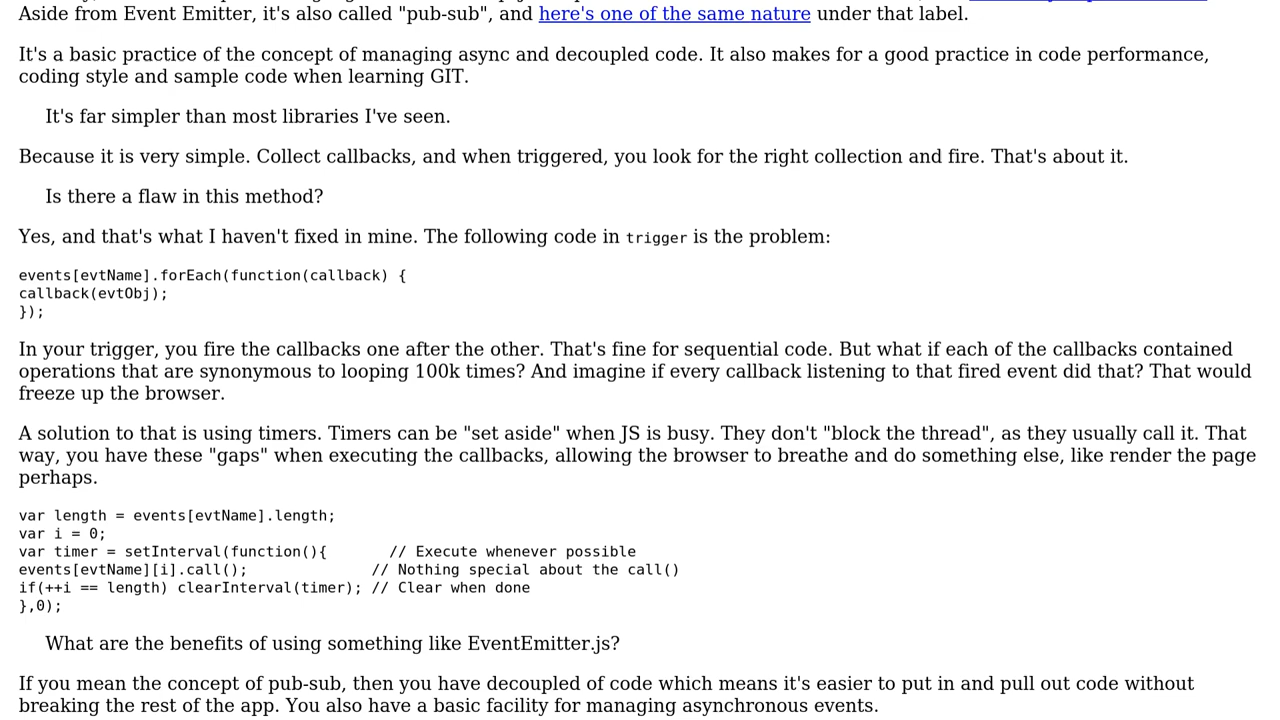 Aside from Event Emitter, it's also called "pub-sub", and here's one of the same nature under that label.
It's a basic practice of the concept of managing async and decoupled code. It also makes for a good practice in code performance,
coding style and sample code when learning GIT.
It's far simpler than most libraries I've seen.
Because it is very simple. Collect callbacks, and when triggered, you look for the right collection and fire. That's about it.
Is there a flaw in this method?
Yes, and that's what I haven't fixed in mine. The following code in trigger is the problem:
events[evtName].forEach(function(callback) {
callback(evtObj);
});
In your trigger, you fire the callbacks one after the other. That's fine for sequential code. But what if each of the callbacks contained
operations that are synonymous to looping 100k times? And imagine if every callback listening to that fired event did that? That would
freeze up the browser.
A solution to that is using timers. Timers can be "set aside" when JS is busy. They don't "block the thread", as they usually call it. That
way, you have these "gaps" when executing the callbacks, allowing the browser to breathe and do something else, like render the page
perhaps.
var length = events[evtName].length;
var i = 0;
var timer = setInterval(function(){       // Execute whenever possible
events[evtName][i].call();              // Nothing special about the call()
if(++i == length) clearInterval(timer); // Clear when done
},0);
What are the benefits of using something like EventEmitter.js?
If you mean the concept of pub-sub, then you have decoupled of code which means it's easier to put in and pull out code without
breaking the rest of the app. You also have a basic facility for managing asynchronous events.